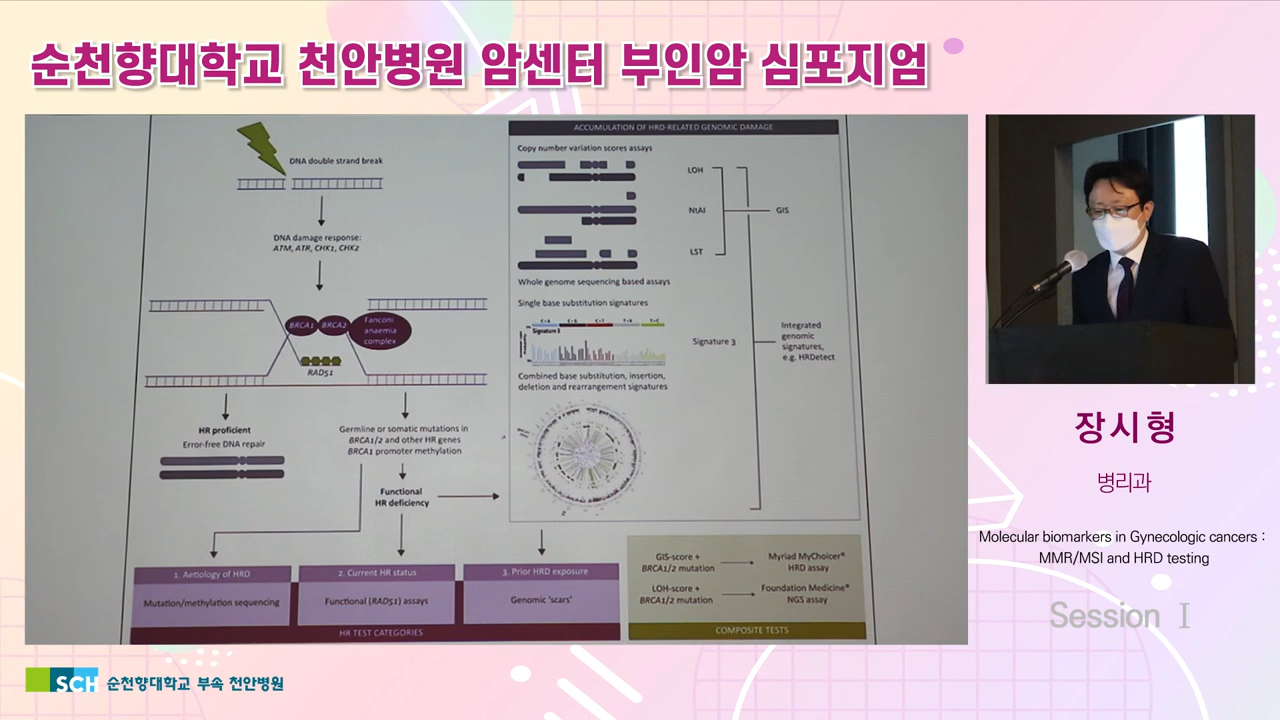 순천향대학교 천안병원 암센터 부인암 심포지엄
DNA double strand break
DNA damage response:
ATM, ATR, CHK1, CHK2
BRCA1
BRCA2
Fanconi
anaemia
complex
RAD51
HR proficient
Error-free DNA repair
Germline or somatic mutations in
BRCA1/2 and other HR genes
BRCA1 promoter methylation
Functional
HR deficiency
ACCUMULATION OF HRD-RELATED GENOMIC DAMAGE
Copy number variation scores assays
LOH
NtAI
GIS
LST
Whole genome sequencing based assays
Single base substitution signatures
C>A C>G C>T T>A T>C
Signature 3
Signature 3
Integrated
genomic
signatures,
e.g. HRDetect
Combined base substitution, insertion,
deletion and rearrangement signatures
1. Aetiology of HRD
Mutation/methylation sequencing
2. Current HR status
Functional (RAD51) assays
3. Prior HRD exposure
Genomic 'scars'
HR TEST CATEGORIES
GIS-score +
BRCA1/2 mutation
Myriad MyChoice®
HRD assay
LOH-score +
BRCA1/2 mutation
Foundation Medicine®
NGS assay
COMPOSITE TESTS
장시형
병리과
Molecular biomarkers in Gynecologic cancers :
MMR/MSI and HRD testing
Session Ⅰ
SCH 순천향대학교 부속 천안병원